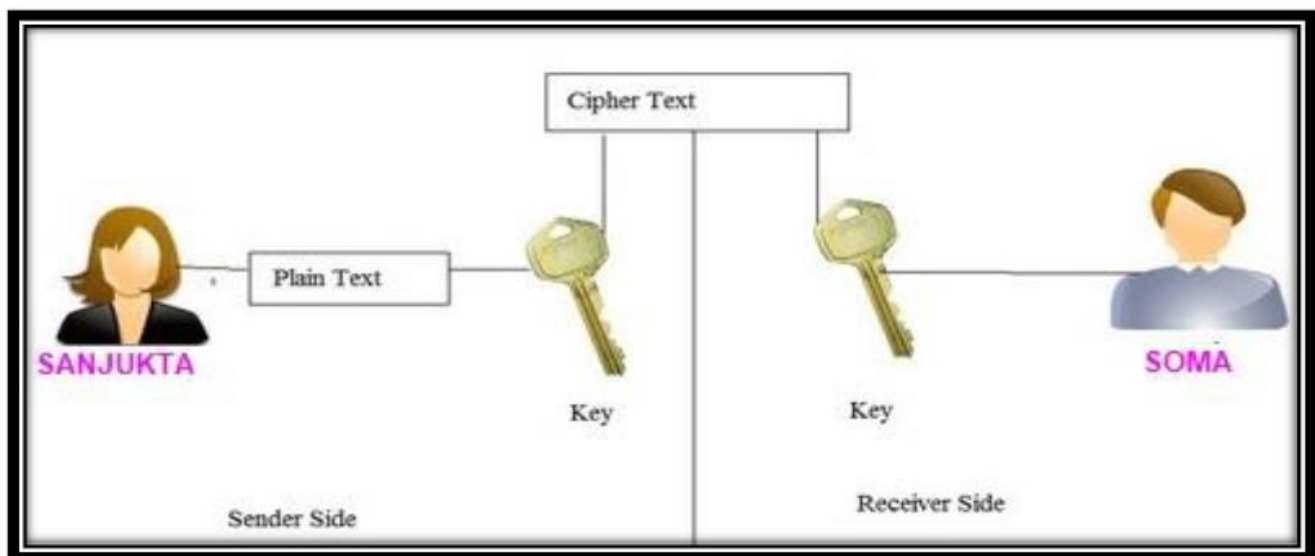 Cipher Text
Plain Text
SANJUKTA
SOMA
Key
Key
Sender Side
Receiver Side